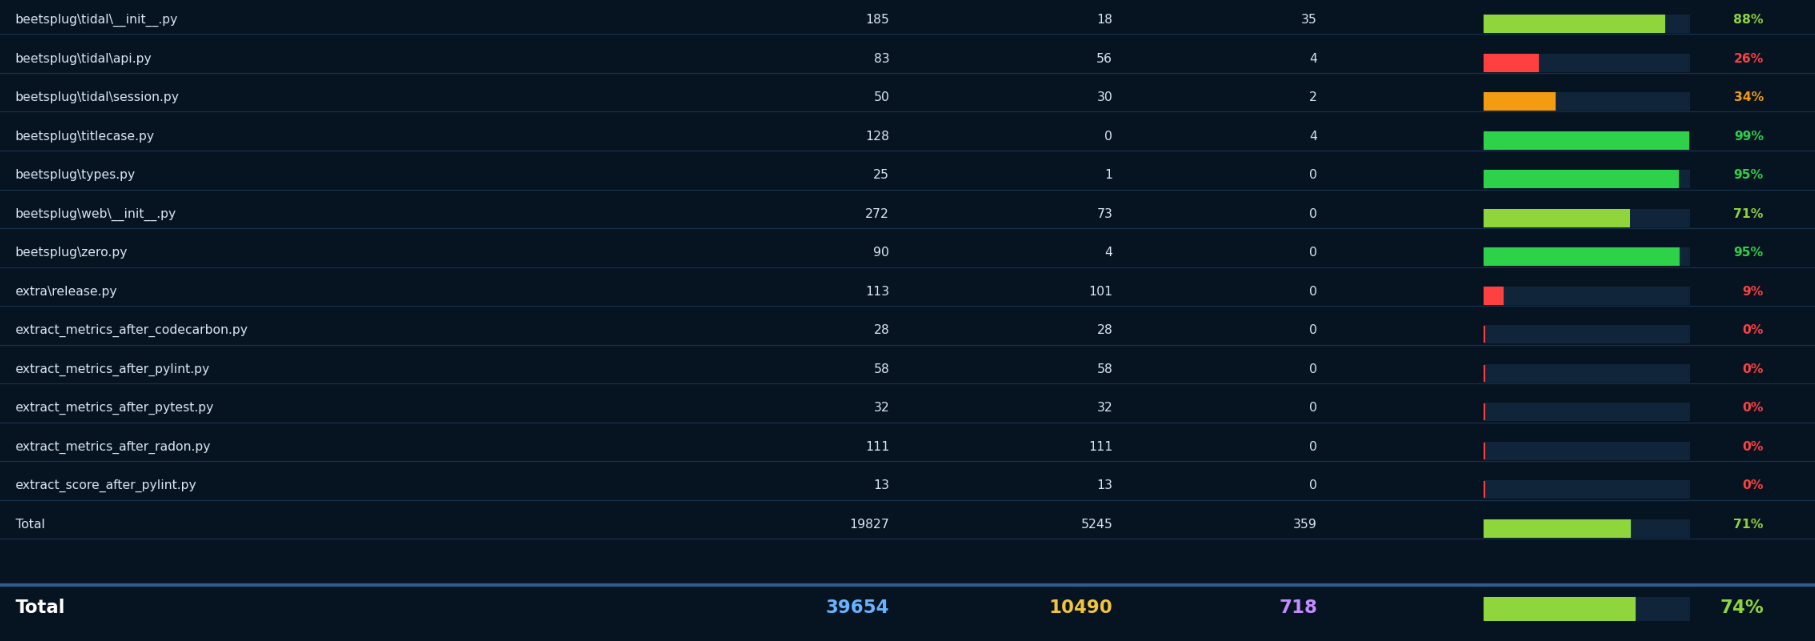 beetsplug\tidal\__init__.py 185 18 35 88%
beetsplug\tidal\api.py 83 56 4 26%
beetsplug\tidal\session.py 50 30 2 34%
beetsplug\titlecase.py 128 0 4 99%
beetsplug\types.py 25 1 0 95%
beetsplug\web\__init__.py 272 73 0 71%
beetsplug\zero.py 90 4 0 95%
extra\release.py 113 101 0 9%
extract_metrics_after_codecarbon.py 28 28 0 0%
extract_metrics_after_pylint.py 58 58 0 0%
extract_metrics_after_pytest.py 32 32 0 0%
extract_metrics_after_radon.py 111 111 0 0%
extract_score_after_pylint.py 13 13 0 0%
Total 19827 5245 359 71%
Total 39654 10490 718 74%